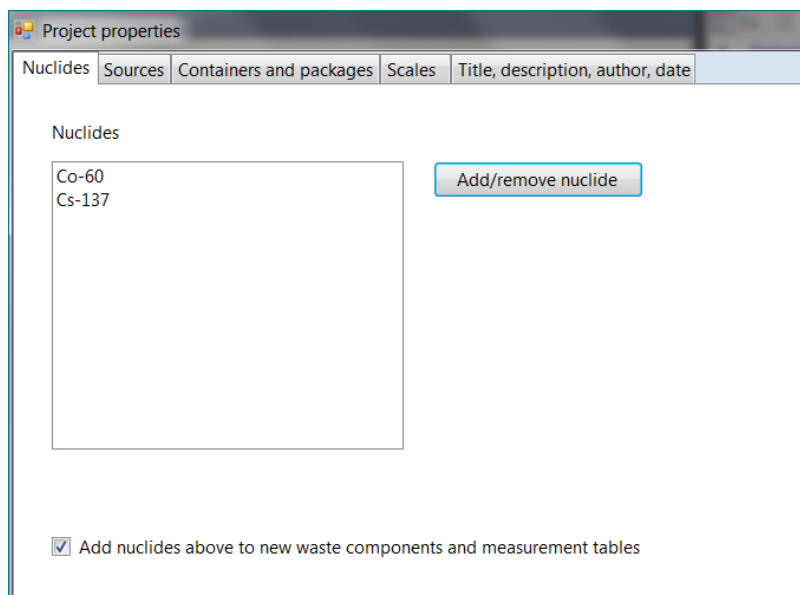 Project properties
Nuclides Sources Containers and packages Scales Title, description, author, date
Nuclides
Co-60
Add/remove nuclide
Cs-137
Add nuclides above to new waste components and measurement tables